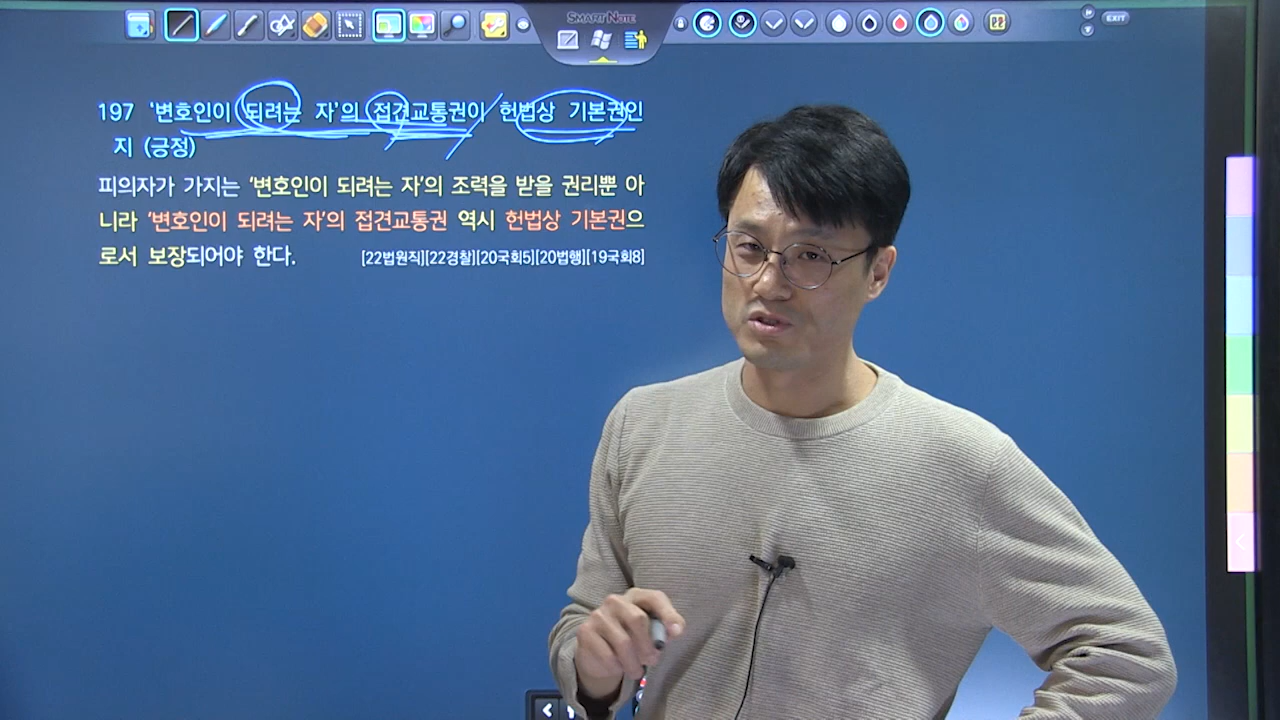 SMART NOTE
EXIT
197 '변호인이 되려는 자'의 접견교통권이 헌법상 기본권인
지 (긍정)
피의자가 가지는 '변호인이 되려는 자'의 조력을 받을 권리뿐 아
니라 '변호인이 되려는 자'의 접견교통권 역시 헌법상 기본권으
로서 보장되어야 한다. [22법원직][22경찰][20국회5][20법행][19국회8]